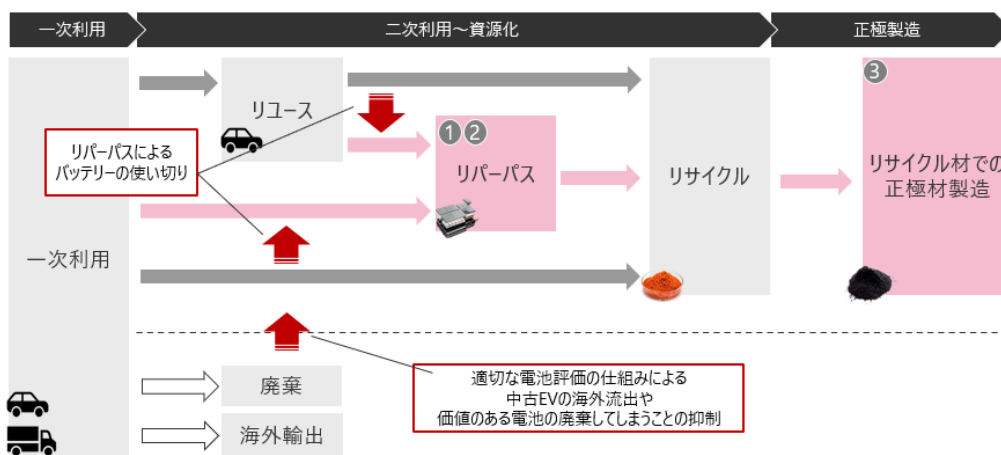 一次利用
二次利用～資源化
正極製造
リユース
リパーパスによる
バッテリーの使い切り
① ②
リパーパス
リサイクル
③
リサイクル材での
正極材製造
一次利用
廃棄
海外輸出
適切な電池評価の仕組みによる
中古EVの海外流出や
価値のある電池の廃棄してしまうことの抑制